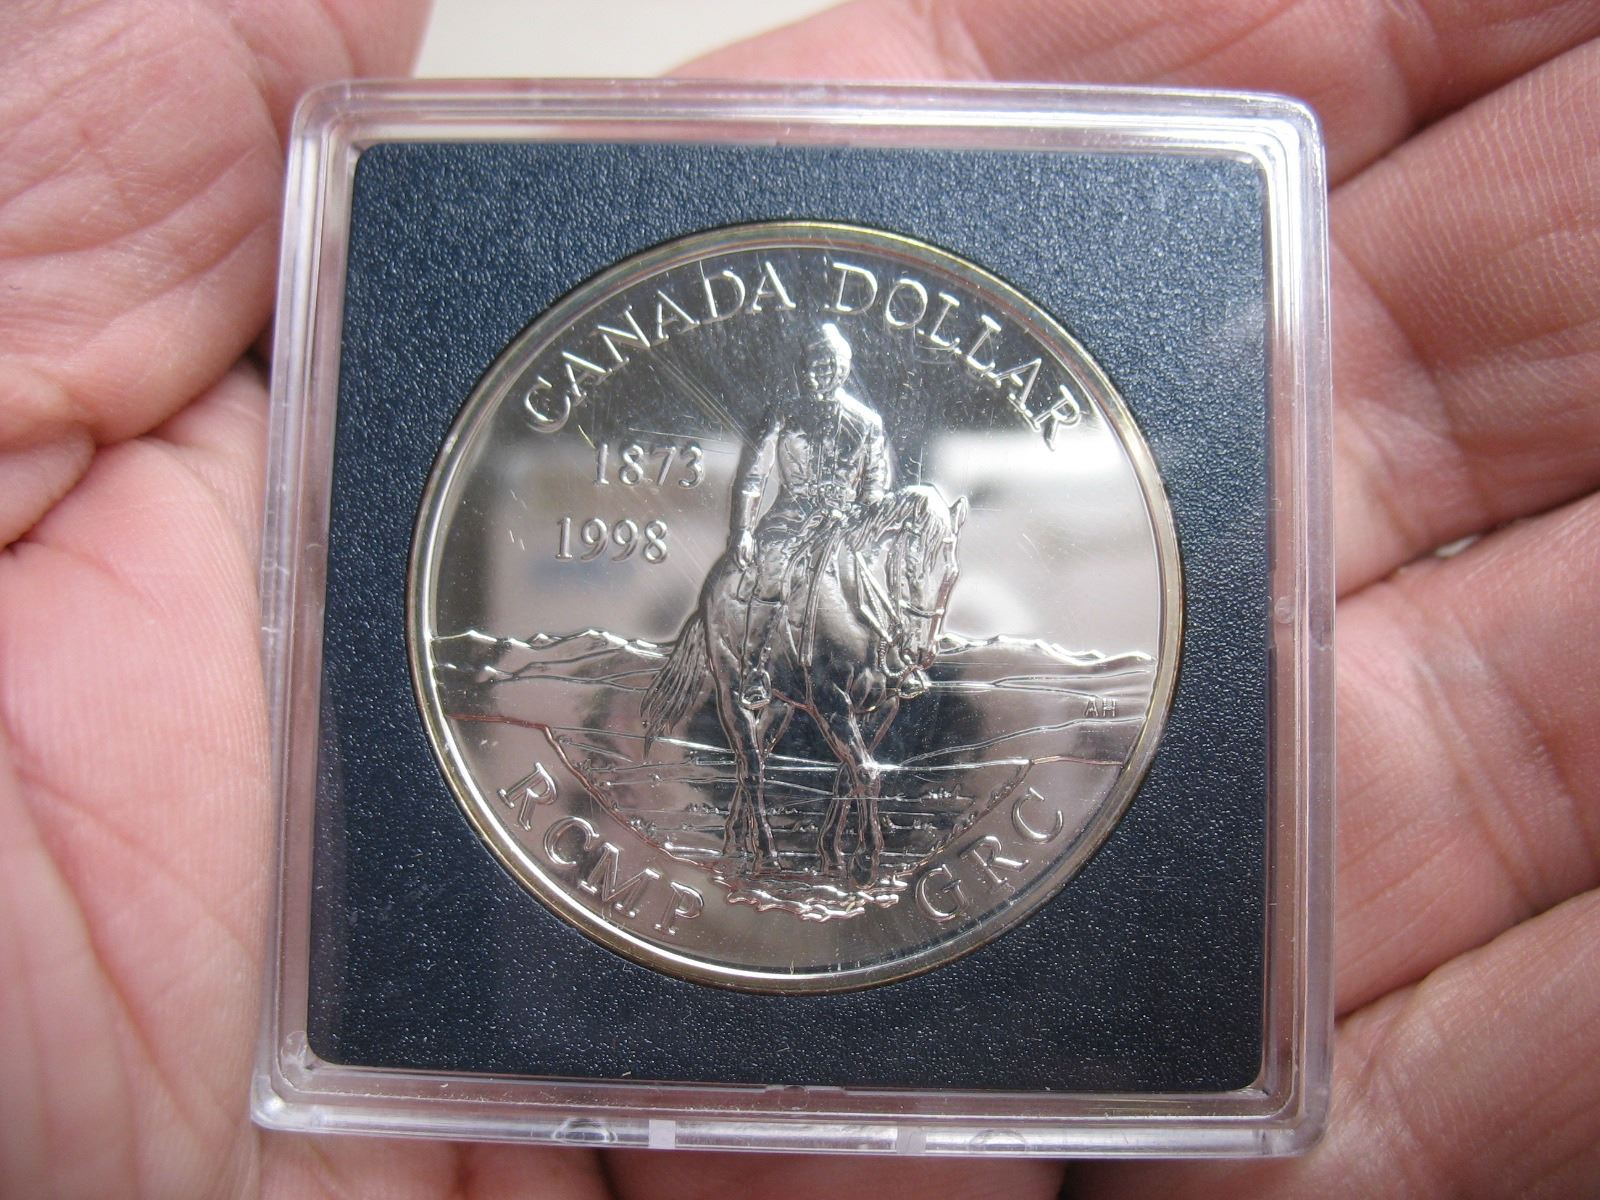 CANADA DOLLAR
1873
1998
AH
RCMP GRC